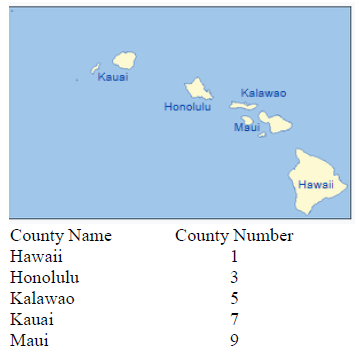 Kauai
Kalawao
Honolulu
Maui
Hawaii
County Name County Number
Hawaii 1
Honolulu 3
Kalawao 5
Kauai 7
Maui 9